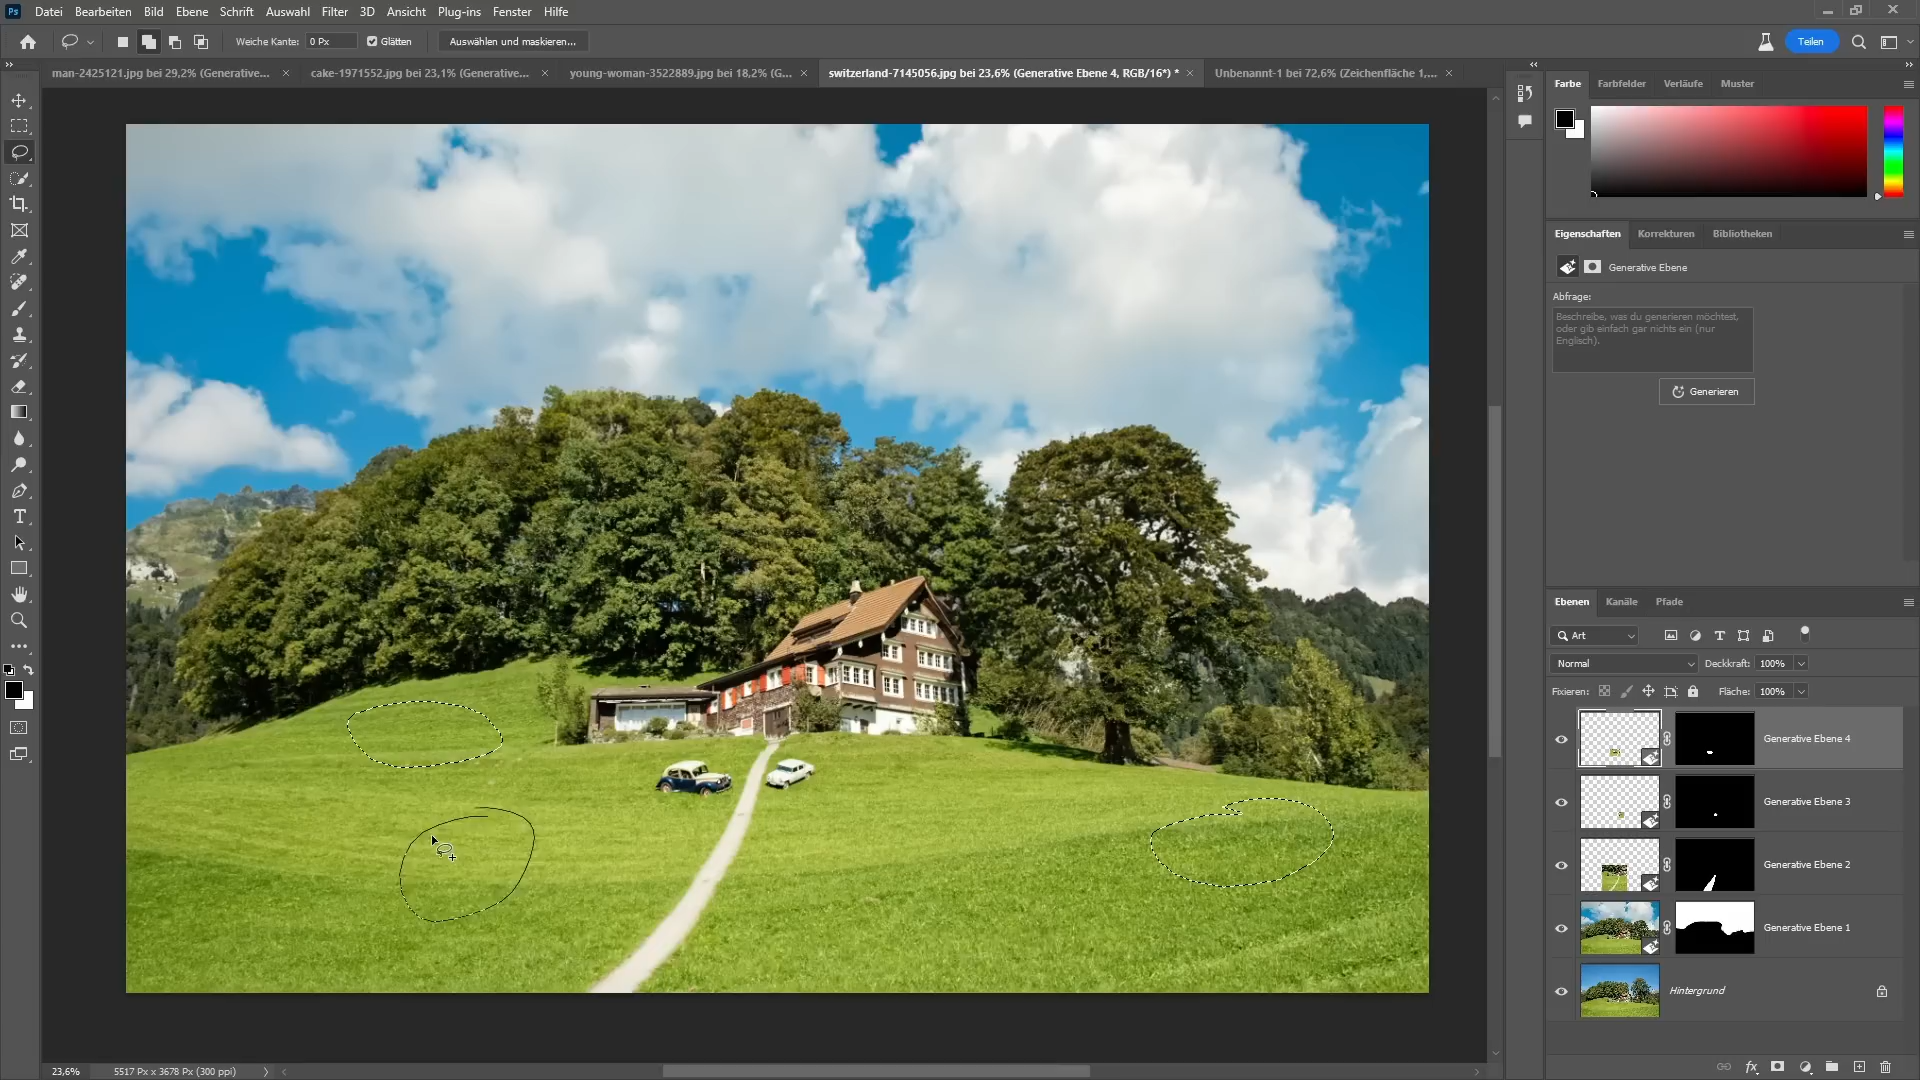 Ps Datei Bearbeiten Bild Ebene Schrift Auswahl Filter 3D Ansicht Plug-ins Fenster Hilfe
Weiche Kante: 0 Px Glätten Auswählen und maskieren... Teilen
man-2425121.jpg bei 29,2% (Generative... cake-1971552.jpg bei 23,1% (Generative... young-woman-3522889.jpg bei 18,2% (G... switzerland-7145056.jpg bei 23,6% (Generative Ebene 4, RGB/16*) * Unbenannt-1 bei 72,6% (Zeichenfläche 1,...
Farbe Farbfelder Verläufe Muster
Eigenschaften Korrekturen Bibliotheken
Generative Ebene
Abfrage:
Beschreibe, was du generieren möchtest,
oder gib einfach gar nichts ein (nur
Englisch).
Generieren
Ebenen Kanäle Pfade
Art
Normal Deckkraft: 100%
Fixieren: Fläche: 100%
Generative Ebene 4
Generative Ebene 3
Generative Ebene 2
Generative Ebene 1
Hintergrund
fx
23,6% 5517 Px x 3678 Px (300 ppi)